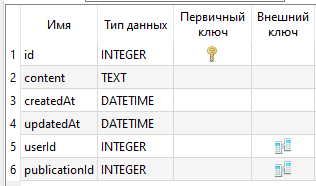 Имя Тип данных Первичный ключ Внешний ключ
1 id INTEGER
2 content TEXT
3 createdAt DATETIME
4 updatedAt DATETIME
5 userId INTEGER
6 publicationId INTEGER